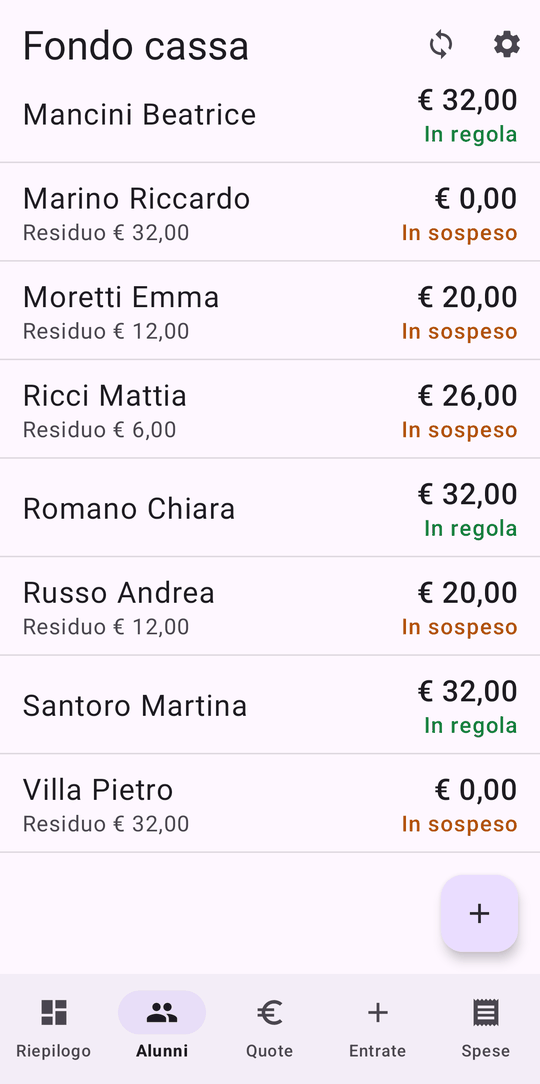 Fondo cassa
Mancini Beatrice
€ 32,00
In regola
Marino Riccardo
€ 0,00
Residuo € 32,00
In sospeso
Moretti Emma
€ 20,00
Residuo € 12,00
In sospeso
Ricci Mattia
€ 26,00
Residuo € 6,00
In sospeso
Romano Chiara
€ 32,00
In regola
Russo Andrea
€ 20,00
Residuo € 12,00
In sospeso
Santoro Martina
€ 32,00
In regola
Villa Pietro
€ 0,00
Residuo € 32,00
In sospeso
Riepilogo
Alunni
Quote
Entrate
Spese